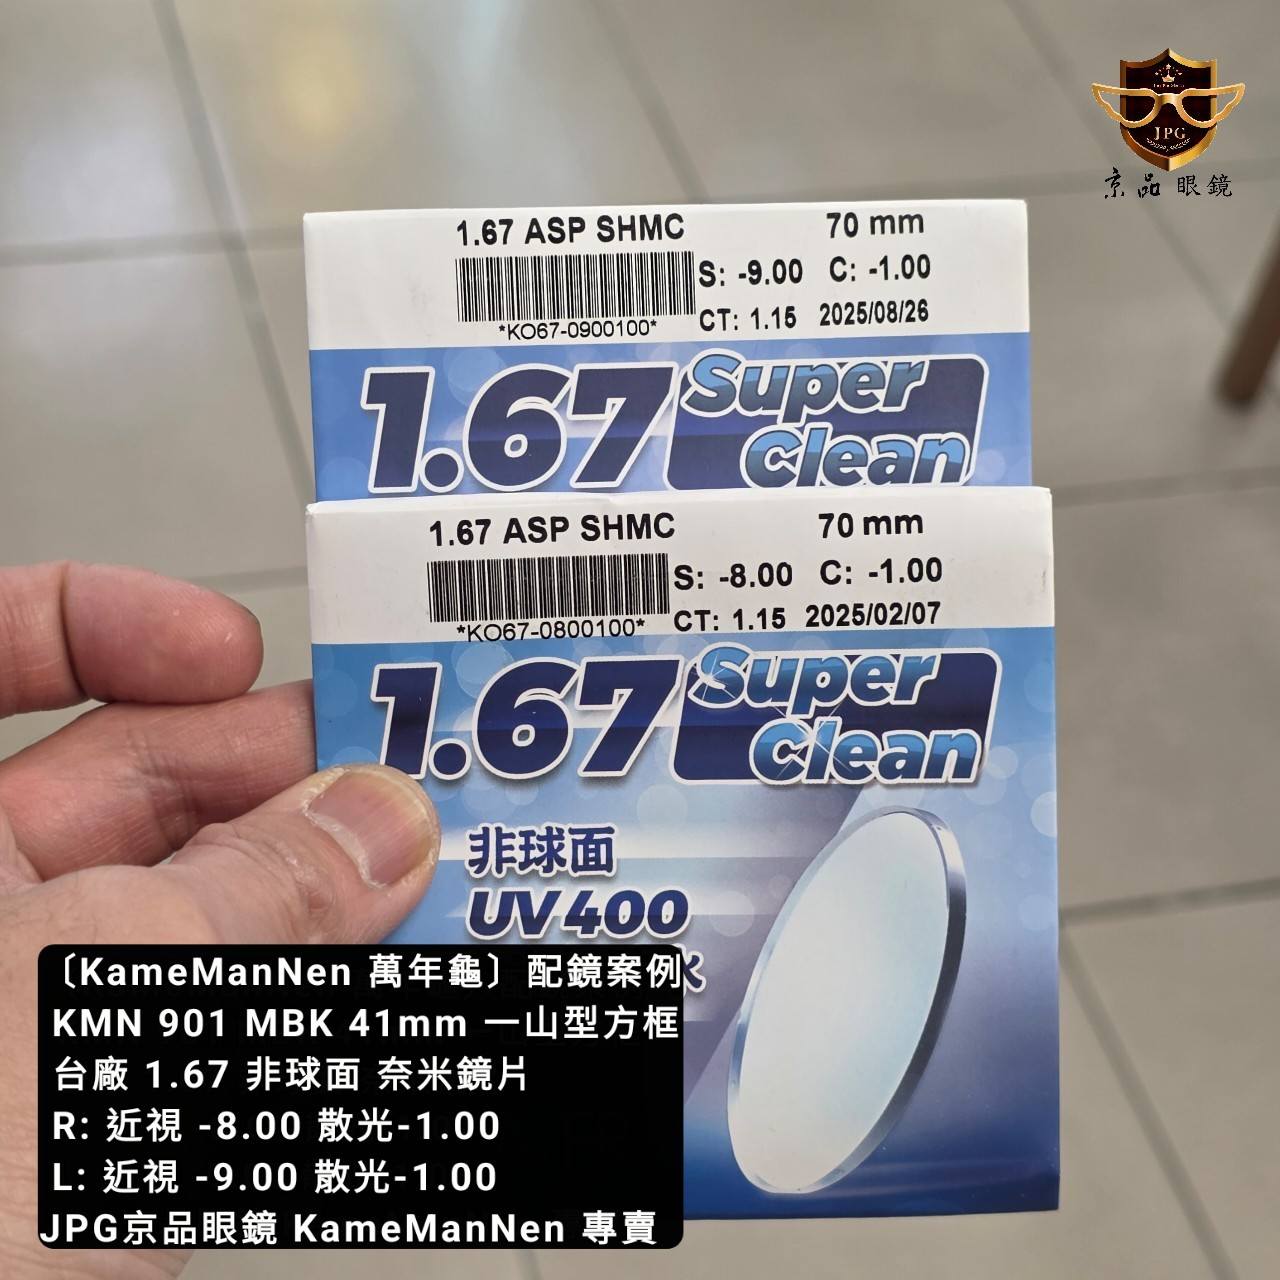 JPG
京品 眼鏡
1.67 ASP SHMC 70 mm
S: -9.00 C: -1.00
*KO67-0900100*
CT: 1.15 2025/08/26
1.67 Super Clean
1.67 ASP SHMC 70 mm
S: -8.00 C: -1.00
*KO67-0800100*
CT: 1.15 2025/02/07
1.67 Super Clean
非球面
UV400
水
〔KameManNen 萬年龜〕配鏡案例
KMN 901 MBK 41mm 一山型方框
台廠 1.67 非球面 奈米鏡片
R: 近視 -8.00 散光-1.00
L: 近視 -9.00 散光-1.00
JPG京品眼鏡 KameManNen 專賣